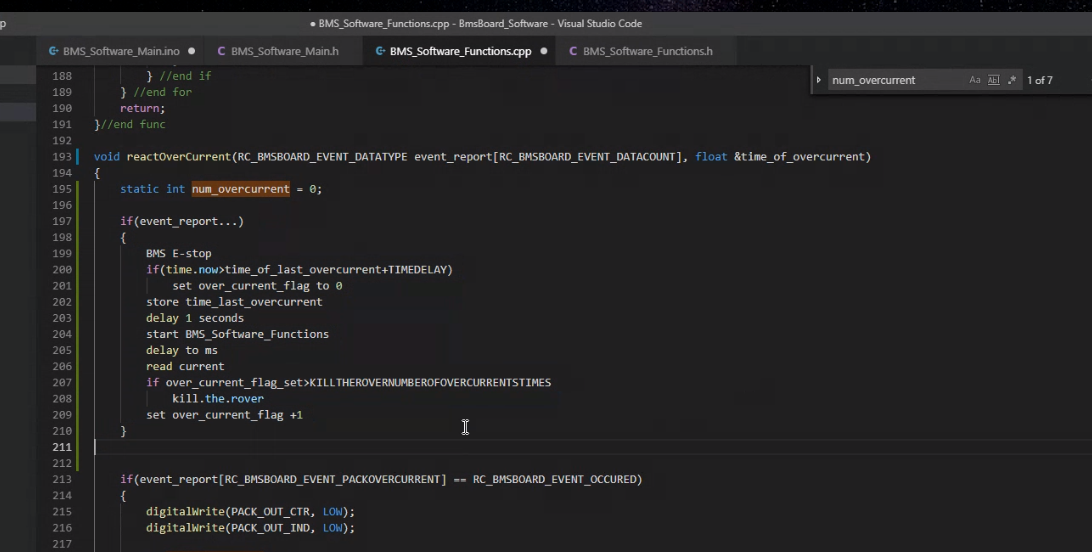 p
● BMS_Software_Functions.cpp - BmsBoard_Software - Visual Studio Code
BMS_Software_Main.ino ● C BMS_Software_Main.h BMS_Software_Functions.cpp ● C BMS_Software_Functions.h
num_overcurrent Aa Abl .* 1 of 7
188 } //end if
189 } //end for
190 return;
191 }//end func
192
193 void reactOverCurrent(RC_BMSBOARD_EVENT_DATATYPE event_report[RC_BMSBOARD_EVENT_DATACOUNT], float &time_of_overcurrent)
194 {
195 static int num_overcurrent = 0;
196
197 if(event_report...)
198 {
199 BMS E-stop
200 if(time.now>time_of_last_overcurrent+TIMEDELAY)
201 set over_current_flag to 0
202 store time_last_overcurrent
203 delay 1 seconds
204 start BMS_Software_Functions
205 delay to ms
206 read current
207 if over_current_flag_set>KILLTHEROVERNUMBEROFOVERCURRENTSTIMES
208 kill.the.rover
209 set over_current_flag +1
210 }
211
212
213 if(event_report[RC_BMSBOARD_EVENT_PACKOVERCURRENT] == RC_BMSBOARD_EVENT_OCCURED)
214 {
215 digitalWrite(PACK_OUT_CTR, LOW);
216 digitalWrite(PACK_OUT_IND, LOW);
217